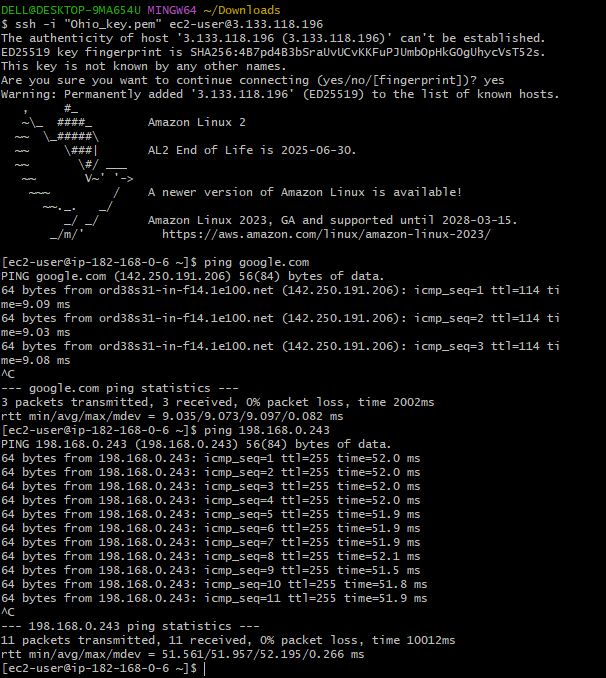 DELL@DESKTOP-9MA654U MINGW64 ~/Downloads
$ ssh -i "Ohio_key.pem" ec2-user@3.133.118.196
The authenticity of host '3.133.118.196 (3.133.118.196)' can't be established.
ED25519 key fingerprint is SHA256:4B7pd4B3bSraUvUCvKKFuPJUmbOpHkGOgUhycVsT52s.
This key is not known by any other names.
Are you sure you want to continue connecting (yes/no/[fingerprint])? yes
Warning: Permanently added '3.133.118.196' (ED25519) to the list of known hosts.
   ,     #_
   ~\_  ####_        Amazon Linux 2
  ~~  \_#####\
  ~~     \###|       AL2 End of Life is 2025-06-30.
  ~~       \#/ ___
   ~~       V~' '->
    ~~~         /    A newer version of Amazon Linux is available!
      ~~._.   _/
         _/ _/       Amazon Linux 2023, GA and supported until 2028-03-15.
       _/m/'           https://aws.amazon.com/linux/amazon-linux-2023/
[ec2-user@ip-182-168-0-6 ~]$ ping google.com
PING google.com (142.250.191.206) 56(84) bytes of data.
64 bytes from ord38s31-in-f14.1e100.net (142.250.191.206): icmp_seq=1 ttl=114 ti
me=9.09 ms
64 bytes from ord38s31-in-f14.1e100.net (142.250.191.206): icmp_seq=2 ttl=114 ti
me=9.03 ms
64 bytes from ord38s31-in-f14.1e100.net (142.250.191.206): icmp_seq=3 ttl=114 ti
me=9.08 ms
^C
--- google.com ping statistics ---
3 packets transmitted, 3 received, 0% packet loss, time 2002ms
rtt min/avg/max/mdev = 9.035/9.073/9.097/0.082 ms
[ec2-user@ip-182-168-0-6 ~]$ ping 198.168.0.243
PING 198.168.0.243 (198.168.0.243) 56(84) bytes of data.
64 bytes from 198.168.0.243: icmp_seq=1 ttl=255 time=52.0 ms
64 bytes from 198.168.0.243: icmp_seq=2 ttl=255 time=52.0 ms
64 bytes from 198.168.0.243: icmp_seq=3 ttl=255 time=52.0 ms
64 bytes from 198.168.0.243: icmp_seq=4 ttl=255 time=52.0 ms
64 bytes from 198.168.0.243: icmp_seq=5 ttl=255 time=51.9 ms
64 bytes from 198.168.0.243: icmp_seq=6 ttl=255 time=51.9 ms
64 bytes from 198.168.0.243: icmp_seq=7 ttl=255 time=51.9 ms
64 bytes from 198.168.0.243: icmp_seq=8 ttl=255 time=52.1 ms
64 bytes from 198.168.0.243: icmp_seq=9 ttl=255 time=51.5 ms
64 bytes from 198.168.0.243: icmp_seq=10 ttl=255 time=51.8 ms
64 bytes from 198.168.0.243: icmp_seq=11 ttl=255 time=51.9 ms
^C
--- 198.168.0.243 ping statistics ---
11 packets transmitted, 11 received, 0% packet loss, time 10012ms
rtt min/avg/max/mdev = 51.561/51.957/52.195/0.266 ms
[ec2-user@ip-182-168-0-6 ~]$